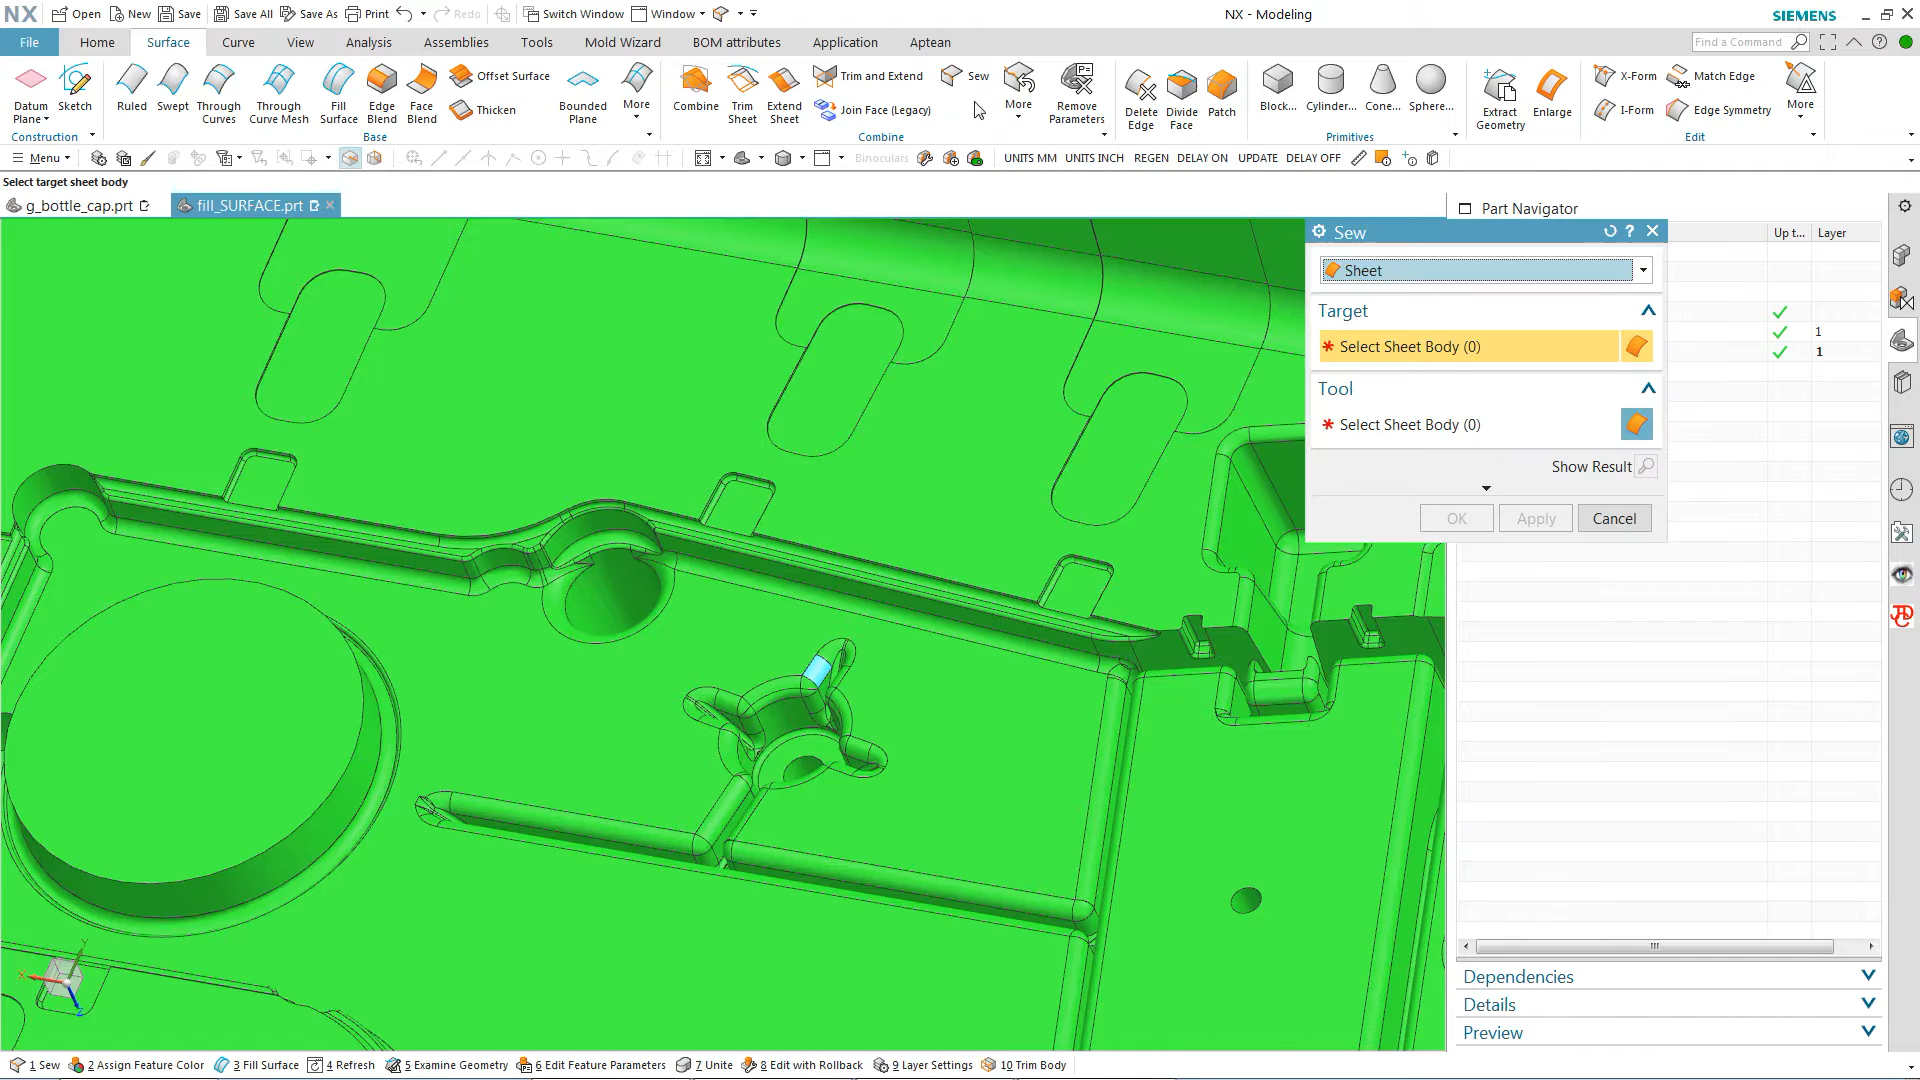 NX Open New Save Save All Save As Print Redo Switch Window Window NX - Modeling SIEMENS
File Home Surface Curve View Analysis Assemblies Tools Mold Wizard BOM attributes Application Aptean Find a Command
Offset Surface Trim and Extend Sew X-Form Match Edge
Datum Plane Sketch Ruled Swept Through Curves Through Curve Mesh Fill Surface Edge Blend Face Blend Thicken Bounded Plane More Combine Trim Sheet Extend Sheet Join Face (Legacy) More Remove Parameters Delete Edge Divide Face Patch Block... Cylinder... Cone... Sphere... Extract Geometry Enlarge I-Form Edge Symmetry More
Construction Base Combine Primitives Edit
Menu Binoculars UNITS MM UNITS INCH REGEN DELAY ON UPDATE DELAY OFF
Select target sheet body
g_bottle_cap.prt fill_SURFACE.prt Part Navigator
Sew ? Up t... Layer
Sheet
Target
1
* Select Sheet Body (0)
1
Tool
* Select Sheet Body (0)
Show Result
OK Apply Cancel
X Y Z
Dependencies
Details
Preview
1 Sew 2 Assign Feature Color 3 Fill Surface 4 Refresh 5 Examine Geometry 6 Edit Feature Parameters 7 Unite 8 Edit with Rollback 9 Layer Settings 10 Trim Body